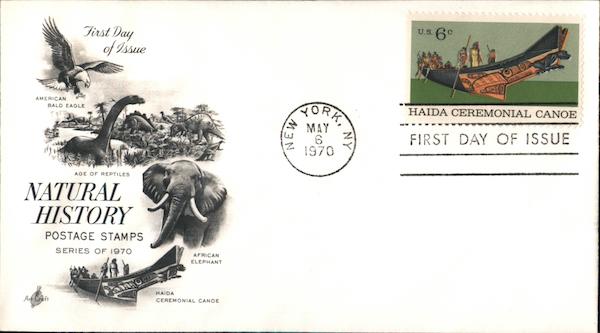 First Day
of Issue
AMERICAN
BALD EAGLE
AGE OF REPTILES
NATURAL
HISTORY
POSTAGE STAMPS
SERIES OF 1970
AFRICAN
ELEPHANT
HAIDA
CEREMONIAL CANOE
Art Craft
NEW YORK, NY
MAY
6
1970
U.S. 6c
HAIDA CEREMONIAL CANOE
FIRST DAY OF ISSUE